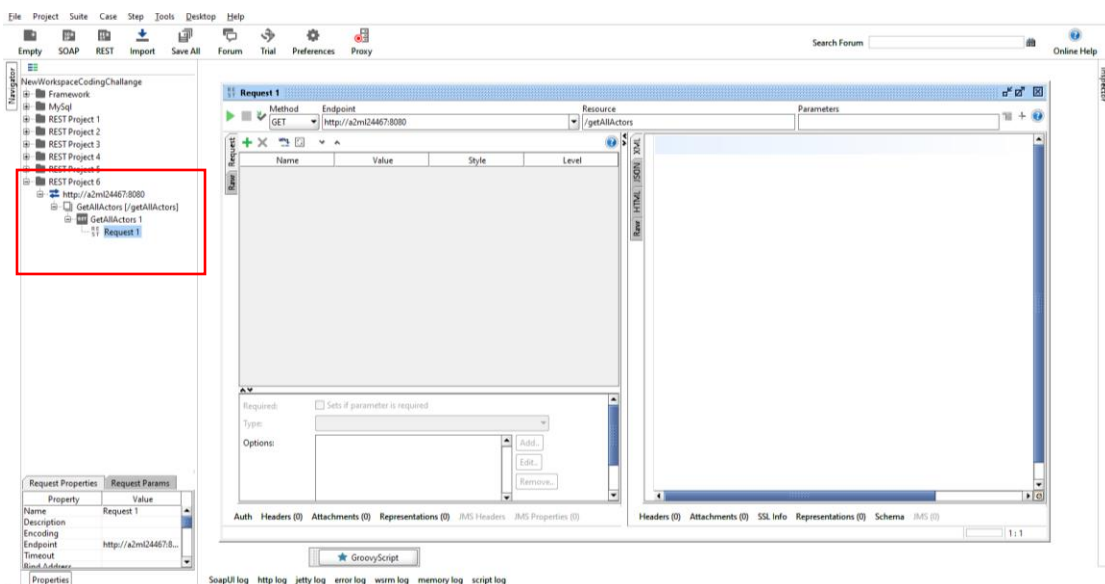 File Project Suite Case Step Tools Desktop Help
Empty SOAP REST Import Save All Forum Trial Preferences Proxy
Search Forum
Online Help
Navigator
NewWorkspaceCodingChallange
Framework
MySql
REST Project 1
REST Project 2
REST Project 3
REST Project 4
REST Project 5
REST Project 6
http://a2ml24467:8080
GetAllActors [/getAllActors]
GetAllActors 1
Request 1
Request 1
Method Endpoint Resource Parameters
GET http://a2ml24467:8080 /getAllActors
Request
Raw
Name Value Style Level
Required: Sets if parameter is required
Type:
Options:
Add..
Edit..
Remove..
Auth Headers (0) Attachments (0) Representations (0) JMS Headers JMS Properties (0)
XML
JSON
HTML
Raw
Headers (0) Attachments (0) SSL Info Representations (0) Schema JMS (0)
1:1
Inspector
Request Properties Request Params
Property Value
Name Request 1
Description
Encoding
Endpoint http://a2ml24467:8...
Timeout
Bind Address
Properties
GroovyScript
SoapUI log http log jetty log error log wsrm log memory log script log